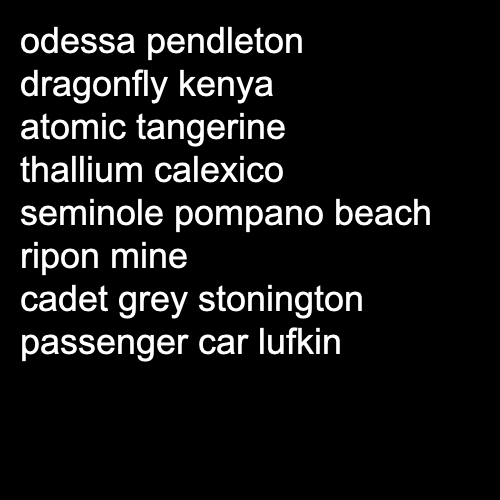 odessa pendleton
dragonfly kenya
atomic tangerine
thallium calexico
seminole pompano beach
ripon mine
cadet grey stonington
passenger car lufkin